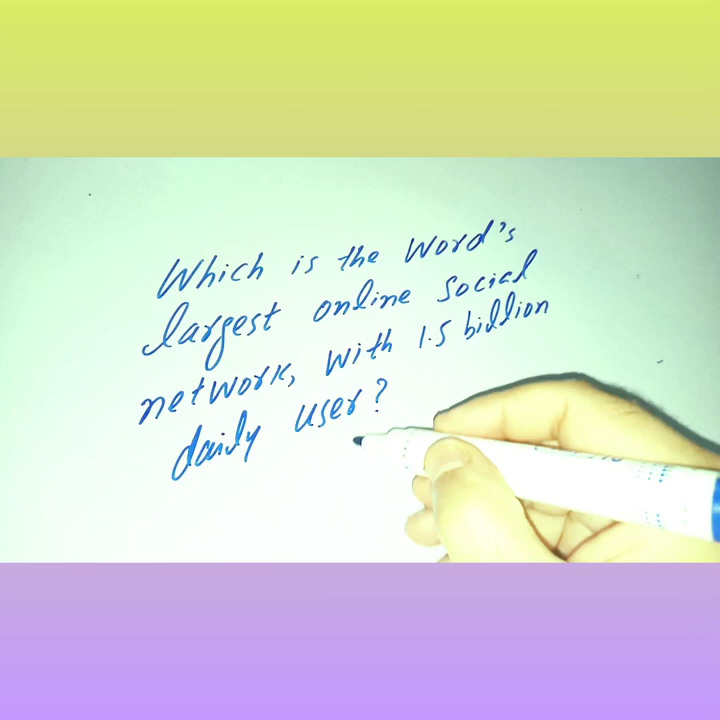 Which is the Word's
largest online social
network, with 1.5 billion
daily user?